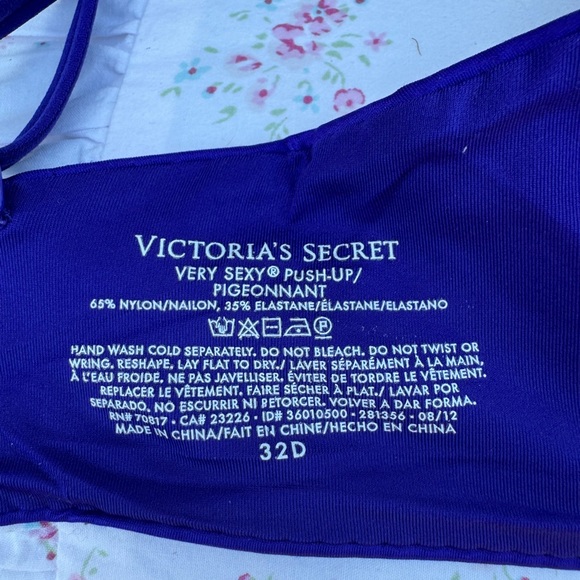 VICTORIA'S SECRET
VERY SEXY® PUSH-UP/
PIGEONNANT
65% NYLON/NAILON, 35% ELASTANE/ÉLASTANE/ELASTANO
HAND WASH COLD SEPARATELY. DO NOT BLEACH. DO NOT TWIST OR
WRING. RESHAPE, LAY FLAT TO DRY./ LAVER SÉPARÉMENT À LA MAIN,
À L'EAU FROIDE. NE PAS JAVELLISER. ÉVITER DE TORDRE LE VÊTEMENT.
REPLACER LE VÊTEMENT. FAIRE SÉCHER À PLAT./ LAVAR POR
SEPARADO. NO ESCURRIR NI RETORCER. VOLVER A DAR FORMA.
RN# 70817 • CA# 23226 • ID# 36010500 • 281356 • 08/12
MADE IN CHINA/FAIT EN CHINE/HECHO EN CHINA
32D